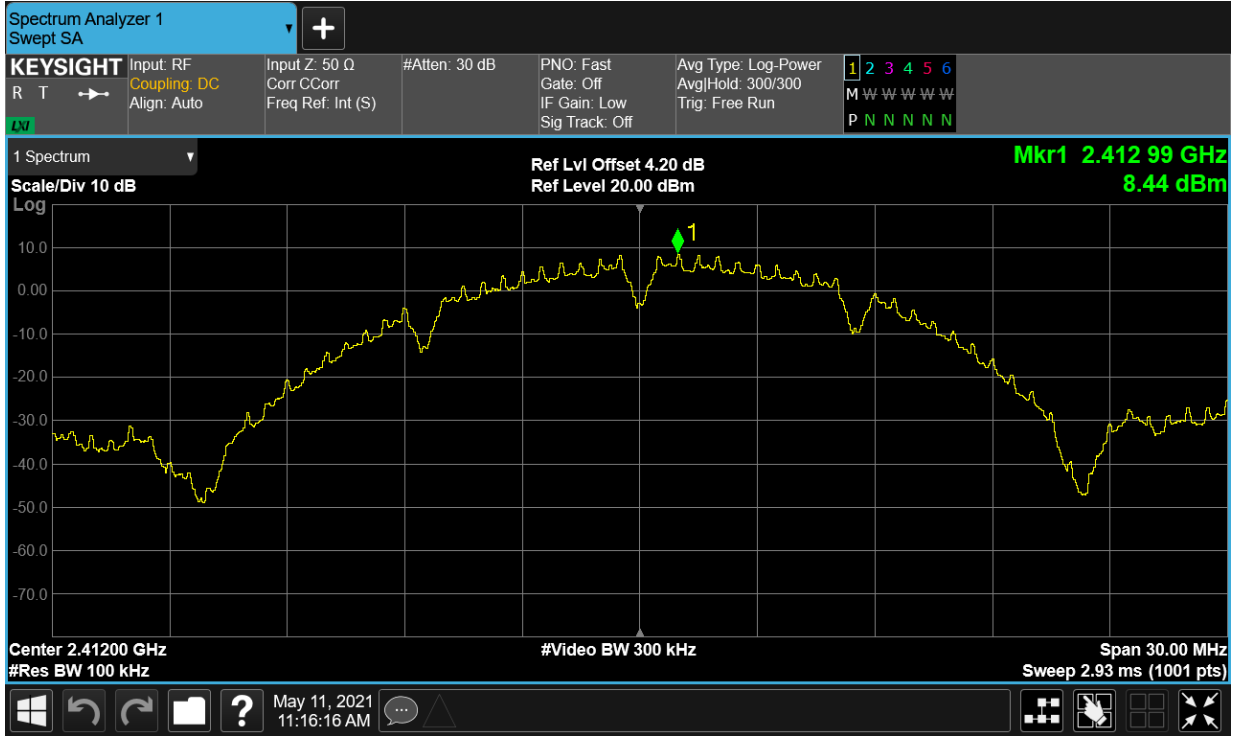 Spectrum Analyzer 1
Swept SA
KEYSIGHT
R T
LXI
Input: RF
Coupling: DC
Align: Auto
Input Z: 50 Ω
Corr CCorr
Freq Ref: Int (S)
#Atten: 30 dB
PNO: Fast
Gate: Off
IF Gain: Low
Sig Track: Off
Avg Type: Log-Power
Avg|Hold: 300/300
Trig: Free Run
1 2 3 4 5 6
M W W W W W
P N N N N N
1 Spectrum
Scale/Div 10 dB
Log
Ref Lvl Offset 4.20 dB
Ref Level 20.00 dBm
Mkr1 2.412 99 GHz
8.44 dBm
1
10.0
0.00
-10.0
-20.0
-30.0
-40.0
-50.0
-60.0
-70.0
Center 2.41200 GHz
#Res BW 100 kHz
#Video BW 300 kHz
Span 30.00 MHz
Sweep 2.93 ms (1001 pts)
?
May 11, 2021
11:16:16 AM